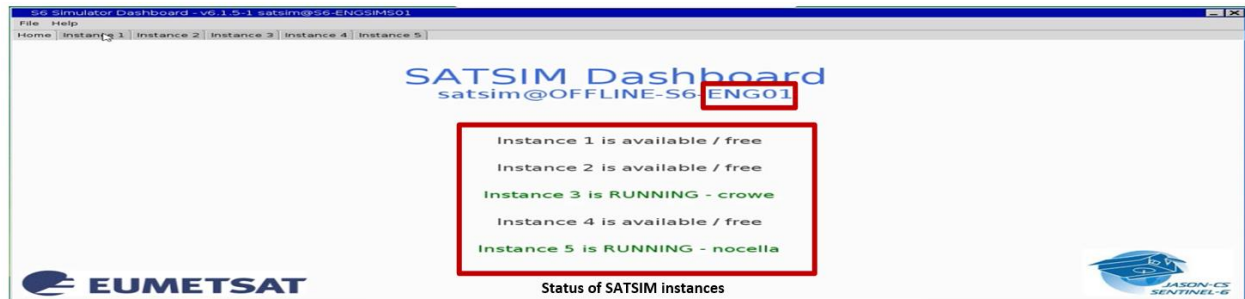 S6 Simulator Dashboard - v6.1.5-1 satsim@S6-ENGSIMS01
File Help
Home Instance 1 Instance 2 Instance 3 Instance 4 Instance 5
SATSIM Dashboard
satsim@OFFLINE-S6-ENG01
Instance 1 is available / free
Instance 2 is available / free
Instance 3 is RUNNING - crowe
Instance 4 is available / free
Instance 5 is RUNNING - nocella
EUMETSAT
Status of SATSIM instances
JASON-CS
SENTINEL-6